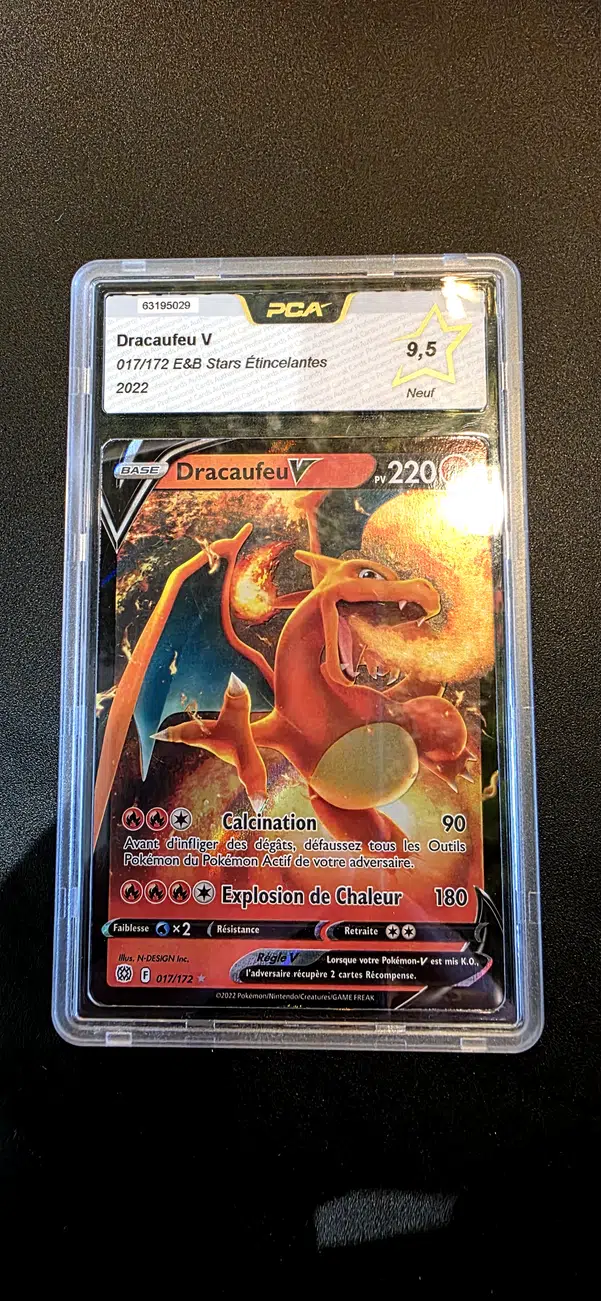 63195029
PCA
Dracaufeu V
017/172 E&B Stars Étincelantes
2022
9,5
Neuf
BASE
Dracaufeu V
PV 220
Calcination 90
Avant d'infliger des dégâts, défaussez tous les Outils
Pokémon du Pokémon Actif de votre adversaire.
Explosion de Chaleur 180
Faiblesse ×2 Résistance Retraite
Illus. N-DESIGN Inc.
F 017/172
Règle V Lorsque votre Pokémon-V est mis K.O.,
l'adversaire récupère 2 cartes Récompense.
©2022 Pokémon/Nintendo/Creatures/GAME FREAK